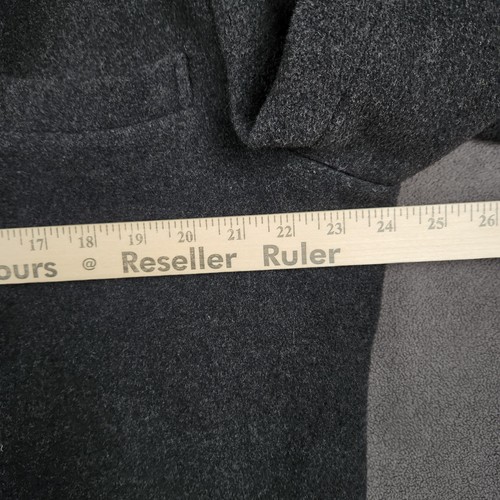 17 18 19 20 21 22 23 24 25 26
ours @ Reseller Ruler